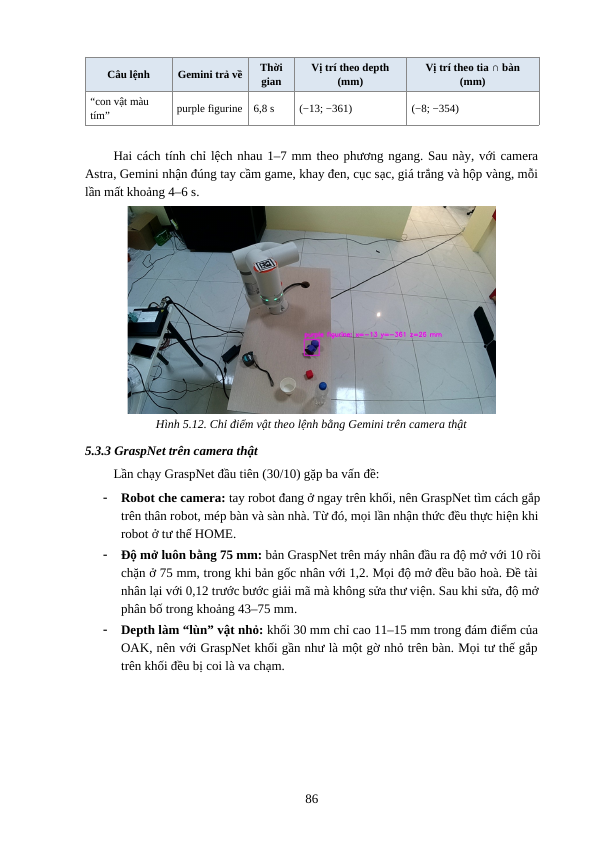 Câu lệnh
Gemini trả về
Thời gian
Vị trí theo depth (mm)
Vị trí theo tia ∩ bàn (mm)
“con vật màu tím”
purple figurine
6,8 s
(−13; −361)
(−8; −354)
Hai cách tính chỉ lệch nhau 1–7 mm theo phương ngang. Sau này, với camera
Astra, Gemini nhận đúng tay cầm game, khay đen, cục sạc, giá trắng và hộp vàng, mỗi
lần mất khoảng 4–6 s.
purple figurine: x=-13 y=-361 z=26 mm
Hình 5.12. Chỉ điểm vật theo lệnh bằng Gemini trên camera thật
5.3.3 GraspNet trên camera thật
Lần chạy GraspNet đầu tiên (30/10) gặp ba vấn đề:
- Robot che camera: tay robot đang ở ngay trên khối, nên GraspNet tìm cách gắp
trên thân robot, mép bàn và sàn nhà. Từ đó, mọi lần nhận thức đều thực hiện khi
robot ở tư thế HOME.
- Độ mở luôn bằng 75 mm: bản GraspNet trên máy nhân đầu ra độ mở với 10 rồi
chặn ở 75 mm, trong khi bản gốc nhân với 1,2. Mọi độ mở đều bão hoà. Đề tài
nhân lại với 0,12 trước bước giải mã mà không sửa thư viện. Sau khi sửa, độ mở
phân bố trong khoảng 43–75 mm.
- Depth làm “lùn” vật nhỏ: khối 30 mm chỉ cao 11–15 mm trong đám điểm của
OAK, nên với GraspNet khối gần như là một gờ nhỏ trên bàn. Mọi tư thế gắp
trên khối đều bị coi là va chạm.
86